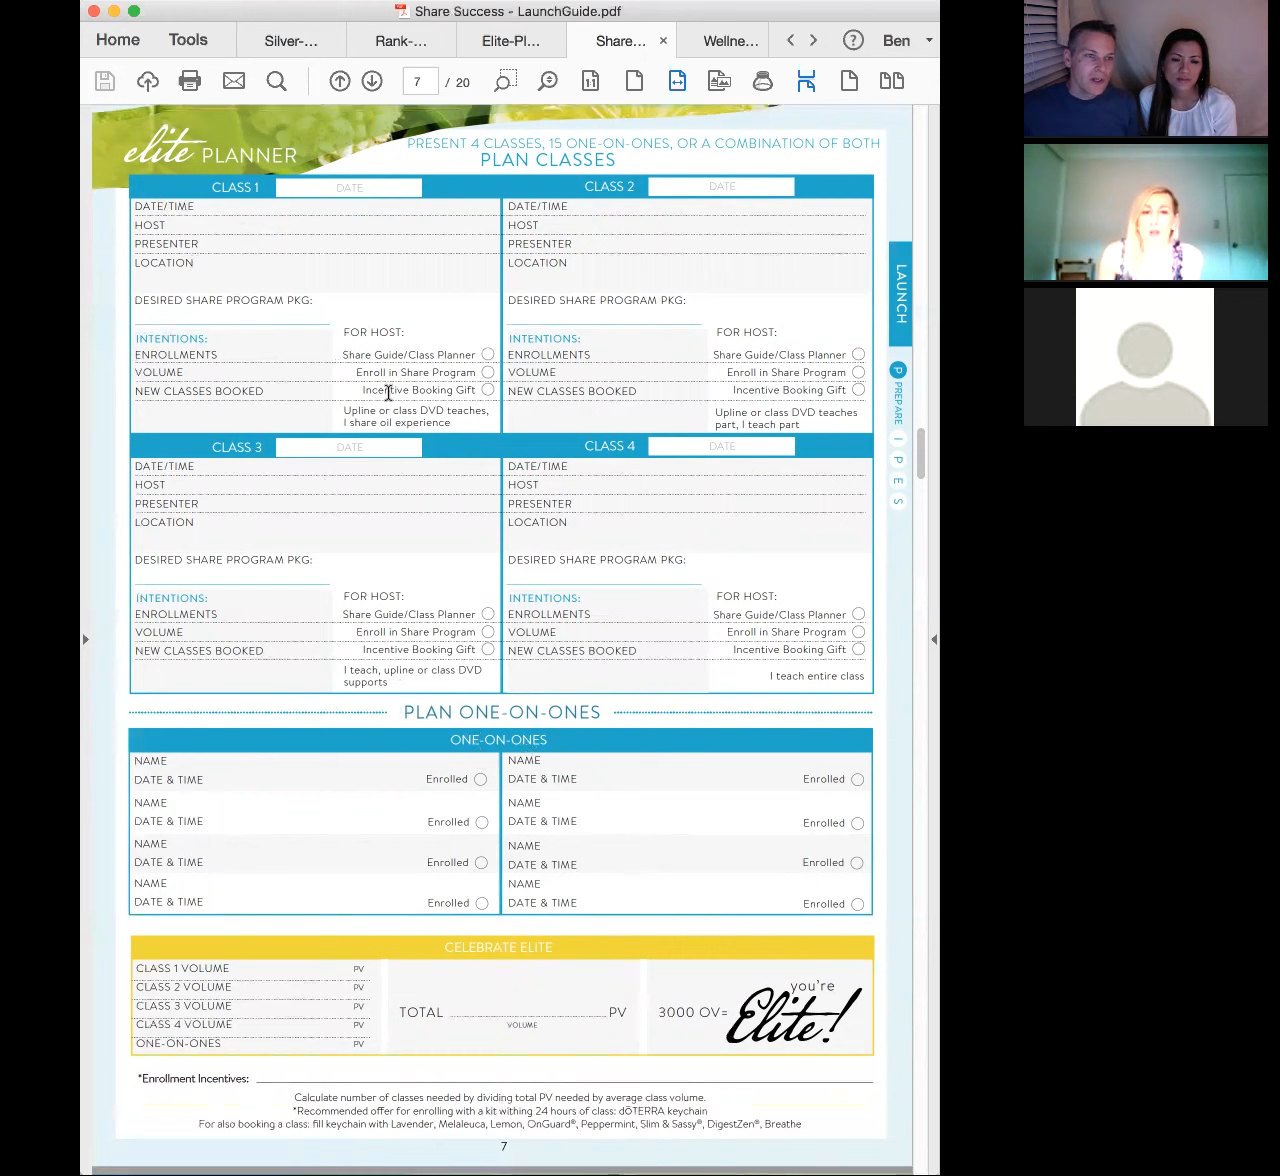 Share Success - LaunchGuide.pdf
Home Tools Silver-... Rank-... Elite-Pl... Share... × Wellne... ? Ben
7 / 20
elite PLANNER
PRESENT 4 CLASSES, 15 ONE-ON-ONES, OR A COMBINATION OF BOTH
PLAN CLASSES
CLASS 1 DATE
DATE/TIME
HOST
PRESENTER
LOCATION
DESIRED SHARE PROGRAM PKG:
INTENTIONS:
ENROLLMENTS
VOLUME
NEW CLASSES BOOKED
FOR HOST:
Share Guide/Class Planner
Enroll in Share Program
Incentive Booking Gift
Upline or class DVD teaches,
I share oil experience
CLASS 2 DATE
DATE/TIME
HOST
PRESENTER
LOCATION
DESIRED SHARE PROGRAM PKG:
INTENTIONS:
ENROLLMENTS
VOLUME
NEW CLASSES BOOKED
FOR HOST:
Share Guide/Class Planner
Enroll in Share Program
Incentive Booking Gift
Upline or class DVD teaches
part, I teach part
CLASS 3 DATE
DATE/TIME
HOST
PRESENTER
LOCATION
DESIRED SHARE PROGRAM PKG:
INTENTIONS:
ENROLLMENTS
VOLUME
NEW CLASSES BOOKED
FOR HOST:
Share Guide/Class Planner
Enroll in Share Program
Incentive Booking Gift
I teach, upline or class DVD
supports
CLASS 4 DATE
DATE/TIME
HOST
PRESENTER
LOCATION
DESIRED SHARE PROGRAM PKG:
INTENTIONS:
ENROLLMENTS
VOLUME
NEW CLASSES BOOKED
FOR HOST:
Share Guide/Class Planner
Enroll in Share Program
Incentive Booking Gift
I teach entire class
LAUNCH
P PREPARE
I
P
E
S
PLAN ONE-ON-ONES
ONE-ON-ONES
NAME
DATE & TIME Enrolled
NAME
DATE & TIME Enrolled
NAME
DATE & TIME Enrolled
NAME
DATE & TIME Enrolled
NAME
DATE & TIME Enrolled
NAME
DATE & TIME Enrolled
NAME
DATE & TIME Enrolled
NAME
DATE & TIME Enrolled
CELEBRATE ELITE
CLASS 1 VOLUME PV
CLASS 2 VOLUME PV
CLASS 3 VOLUME PV
CLASS 4 VOLUME PV
ONE-ON-ONES PV
TOTAL PV
VOLUME
3000 OV= you're
Elite!
*Enrollment Incentives:
Calculate number of classes needed by dividing total PV needed by average class volume.
*Recommended offer for enrolling with a kit withing 24 hours of class: dōTERRA keychain
For also booking a class: fill keychain with Lavender, Melaleuca, Lemon, OnGuard®, Peppermint, Slim & Sassy®, DigestZen®, Breathe
7